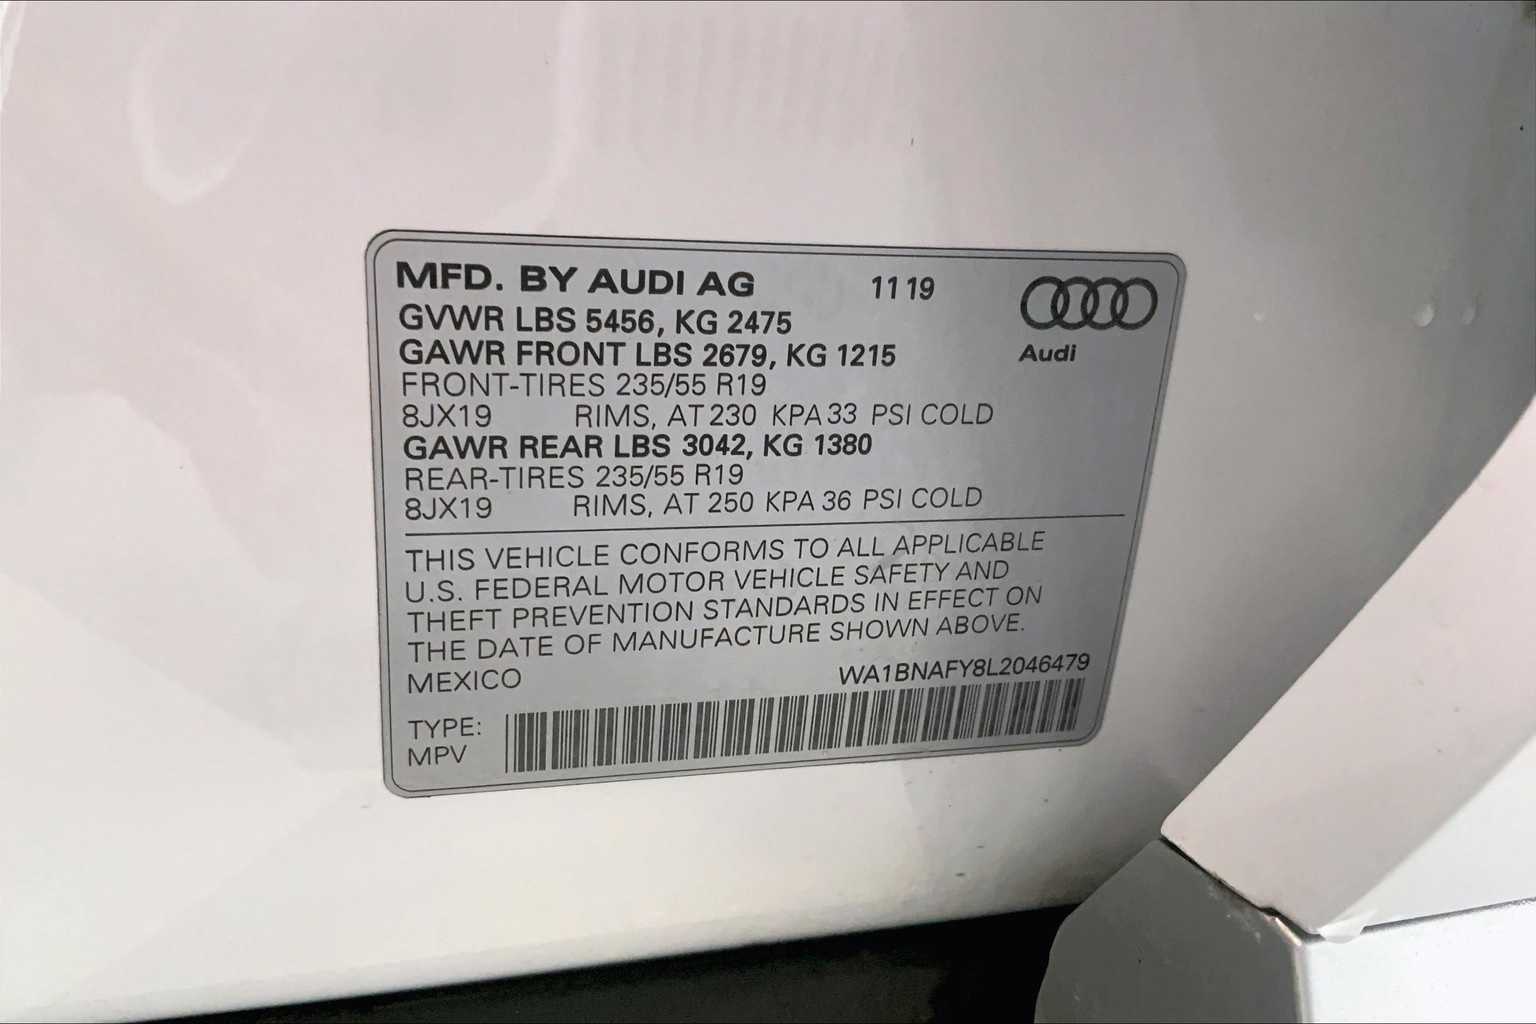 MFD. BY AUDI AG 11 19
GVWR LBS 5456, KG 2475
GAWR FRONT LBS 2679, KG 1215
Audi
FRONT-TIRES 235/55 R19
8JX19 RIMS, AT 230 KPA 33 PSI COLD
GAWR REAR LBS 3042, KG 1380
REAR-TIRES 235/55 R19
8JX19 RIMS, AT 250 KPA 36 PSI COLD
THIS VEHICLE CONFORMS TO ALL APPLICABLE
U.S. FEDERAL MOTOR VEHICLE SAFETY AND
THEFT PREVENTION STANDARDS IN EFFECT ON
THE DATE OF MANUFACTURE SHOWN ABOVE.
MEXICO WA1BNAFY8L2046479
TYPE:
MPV